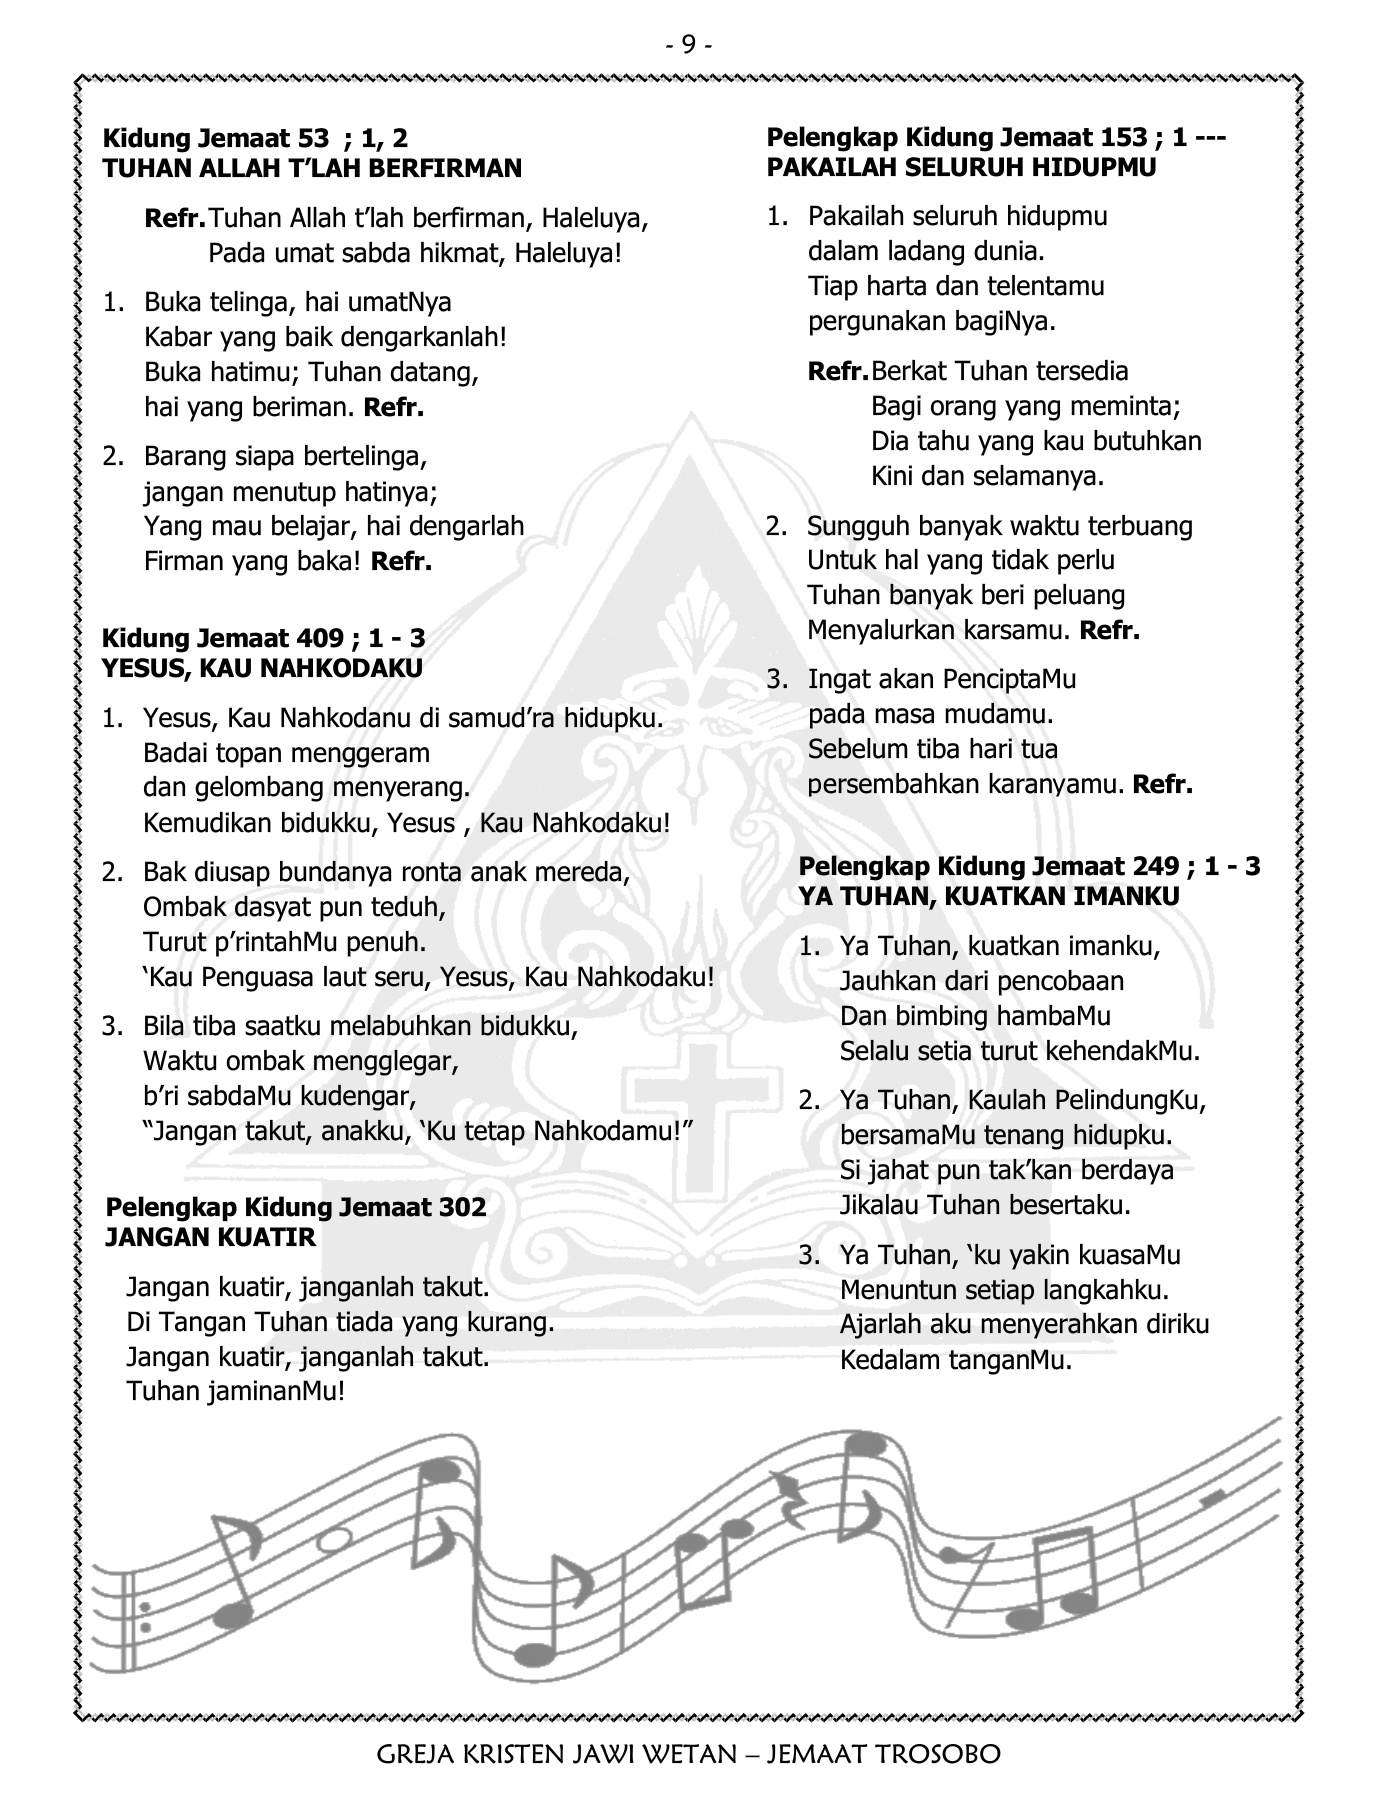 - 9 -
Kidung Jemaat 53  ; 1, 2
TUHAN ALLAH T’LAH BERFIRMAN
Refr. Tuhan Allah t’lah berfirman, Haleluya,
Pada umat sabda hikmat, Haleluya!
1. Buka telinga, hai umatNya
Kabar yang baik dengarkanlah!
Buka hatimu; Tuhan datang,
hai yang beriman. Refr.
2. Barang siapa bertelinga,
jangan menutup hatinya;
Yang mau belajar, hai dengarlah
Firman yang baka! Refr.
Kidung Jemaat 409 ; 1 - 3
YESUS, KAU NAHKODAKU
1. Yesus, Kau Nahkodanu di samud’ra hidupku.
Badai topan menggeram
dan gelombang menyerang.
Kemudikan bidukku, Yesus , Kau Nahkodaku!
2. Bak diusap bundanya ronta anak mereda,
Ombak dasyat pun teduh,
Turut p’rintahMu penuh.
‘Kau Penguasa laut seru, Yesus, Kau Nahkodaku!
3. Bila tiba saatku melabuhkan bidukku,
Waktu ombak mengglegar,
b’ri sabdaMu kudengar,
“Jangan takut, anakku, ‘Ku tetap Nahkodamu!”
Pelengkap Kidung Jemaat 302
JANGAN KUATIR
Jangan kuatir, janganlah takut.
Di Tangan Tuhan tiada yang kurang.
Jangan kuatir, janganlah takut.
Tuhan jaminanMu!
Pelengkap Kidung Jemaat 153 ; 1 ---
PAKAILAH SELURUH HIDUPMU
1. Pakailah seluruh hidupmu
dalam ladang dunia.
Tiap harta dan telentamu
pergunakan bagiNya.
Refr. Berkat Tuhan tersedia
Bagi orang yang meminta;
Dia tahu yang kau butuhkan
Kini dan selamanya.
2. Sungguh banyak waktu terbuang
Untuk hal yang tidak perlu
Tuhan banyak beri peluang
Menyalurkan karsamu. Refr.
3. Ingat akan PenciptaMu
pada masa mudamu.
Sebelum tiba hari tua
persembahkan karanyamu. Refr.
Pelengkap Kidung Jemaat 249 ; 1 - 3
YA TUHAN, KUATKAN IMANKU
1. Ya Tuhan, kuatkan imanku,
Jauhkan dari pencobaan
Dan bimbing hambaMu
Selalu setia turut kehendakMu.
2. Ya Tuhan, Kaulah PelindungKu,
bersamaMu tenang hidupku.
Si jahat pun tak’kan berdaya
Jikalau Tuhan besertaku.
3. Ya Tuhan, ‘ku yakin kuasaMu
Menuntun setiap langkahku.
Ajarlah aku menyerahkan diriku
Kedalam tanganMu.
GREJA KRISTEN JAWI WETAN – JEMAAT TROSOBO